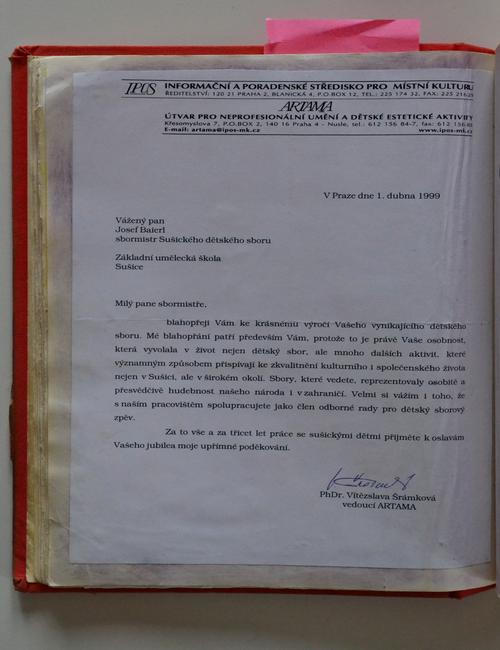 IPOS INFORMAČNÍ A PORADENSKÉ STŘEDISKO PRO MÍSTNÍ KULTURU
ŘEDITELSTVÍ: 120 21 PRAHA 2, BLANICKÁ 4, P.O.BOX 12, TEL.: 225 174 32, FAX: 225 216
ARTAMA
ÚTVAR PRO NEPROFESIONÁLNÍ UMĚNÍ A DĚTSKÉ ESTETICKÉ AKTIVITY
Křesomyslova 7, P.O.BOX 2, 140 16 Praha 4 - Nusle, tel.: 612 156 84-7, fax: 612 156
E-mail: artama@ipos-mk.cz www.ipos-mk.cz
V Praze dne 1. dubna 1999
Vážený pan
Josef Baierl
sbormistr Sušického dětského sboru
Základní umělecká škola
Sušice
Milý pane sbormistře,
blahopřeji Vám ke krásnému výročí Vašeho vynikajícího dětského
sboru. Mé blahopřání patří především Vám, protože to je právě Vaše osobnost,
která vyvolala v život nejen dětský sbor, ale mnoho dalších aktivit, které
významným způsobem přispívají ke zkvalitnění kulturního i společenského života
nejen v Sušici, ale v širokém okolí. Sbory, které vedete, reprezentovaly osobitě a
přesvědčivě hudebnost našeho národa i v zahraničí. Velmi si vážím i toho, že
s naším pracovištěm spolupracujete jako člen odborné rady pro dětský sborový
zpěv.
Za to vše a za třicet let práce se sušickými dětmi přijměte k oslavám
Vašeho jubilea moje upřímné poděkování.
PhDr. Vítězslava Šrámková
vedoucí ARTAMA